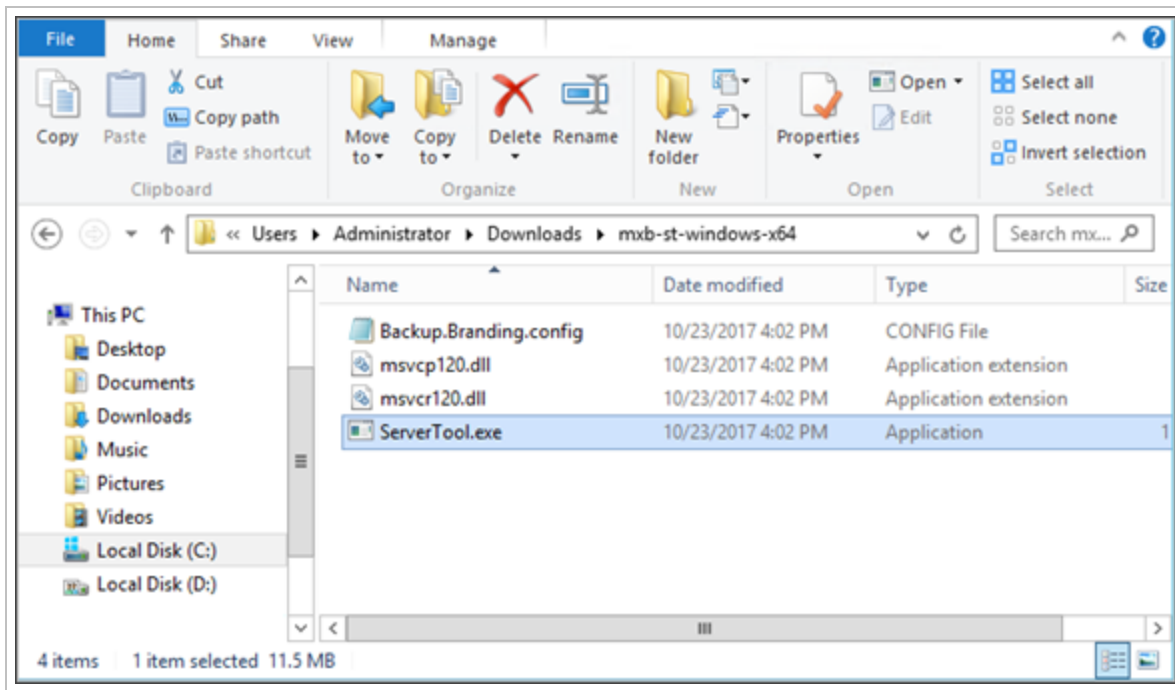 File Home Share View Manage
Copy
Paste
Cut
Copy path
Paste shortcut
Clipboard
Move to
Copy to
Delete
Rename
Organize
New folder
New
Properties
Open
Edit
Open
Select all
Select none
Invert selection
Select
« Users Administrator Downloads mxb-st-windows-x64
Search mx...
This PC
Desktop
Documents
Downloads
Music
Pictures
Videos
Local Disk (C:)
Local Disk (D:)
Name Date modified Type Size
Backup.Branding.config 10/23/2017 4:02 PM CONFIG File
msvcp120.dll 10/23/2017 4:02 PM Application extension
msvcr120.dll 10/23/2017 4:02 PM Application extension
ServerTool.exe 10/23/2017 4:02 PM Application 1
4 items 1 item selected 11.5 MB